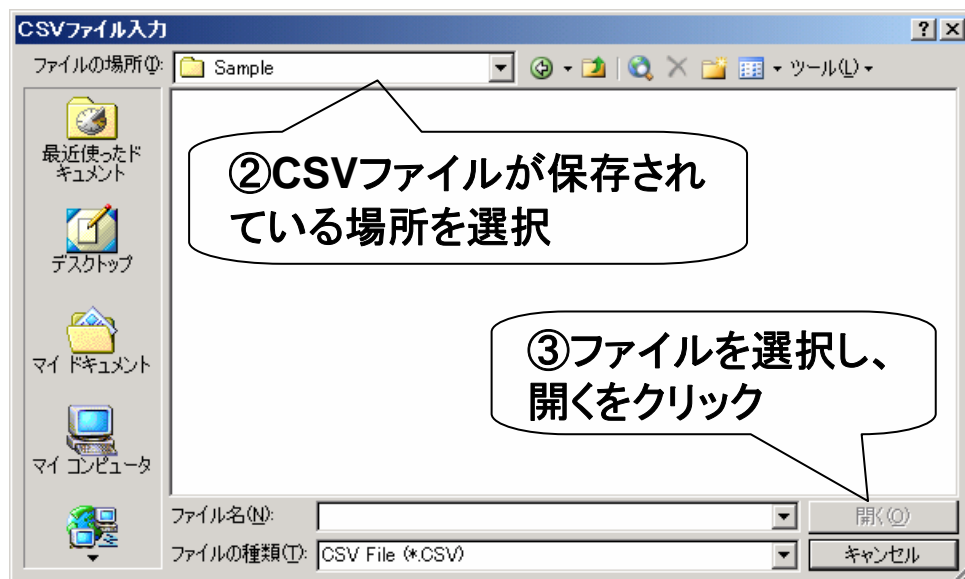 CSVファイル入力
ファイルの場所(I): Sample ツール(L)
最近使ったド
キュメント
②CSVファイルが保存され
ている場所を選択
デスクトップ
③ファイルを選択し、
開くをクリック
マイ ドキュメント
マイ コンピュータ
ファイル名(N): 開く(O)
ファイルの種類(T): CSV File (*.CSV) キャンセル